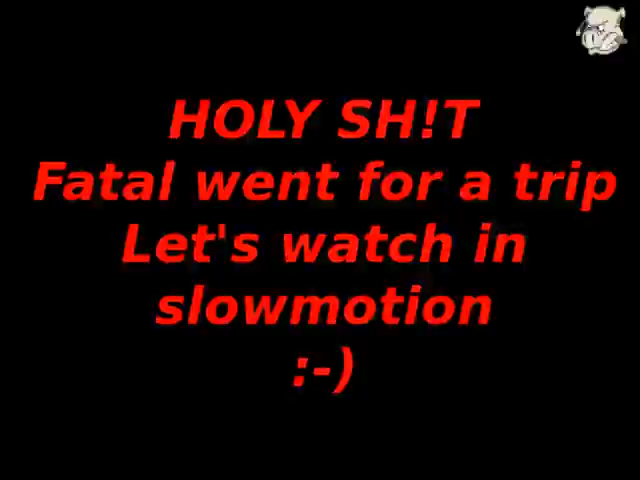 HOLY SH!T
Fatal went for a trip
Let's watch in
slowmotion
:-)